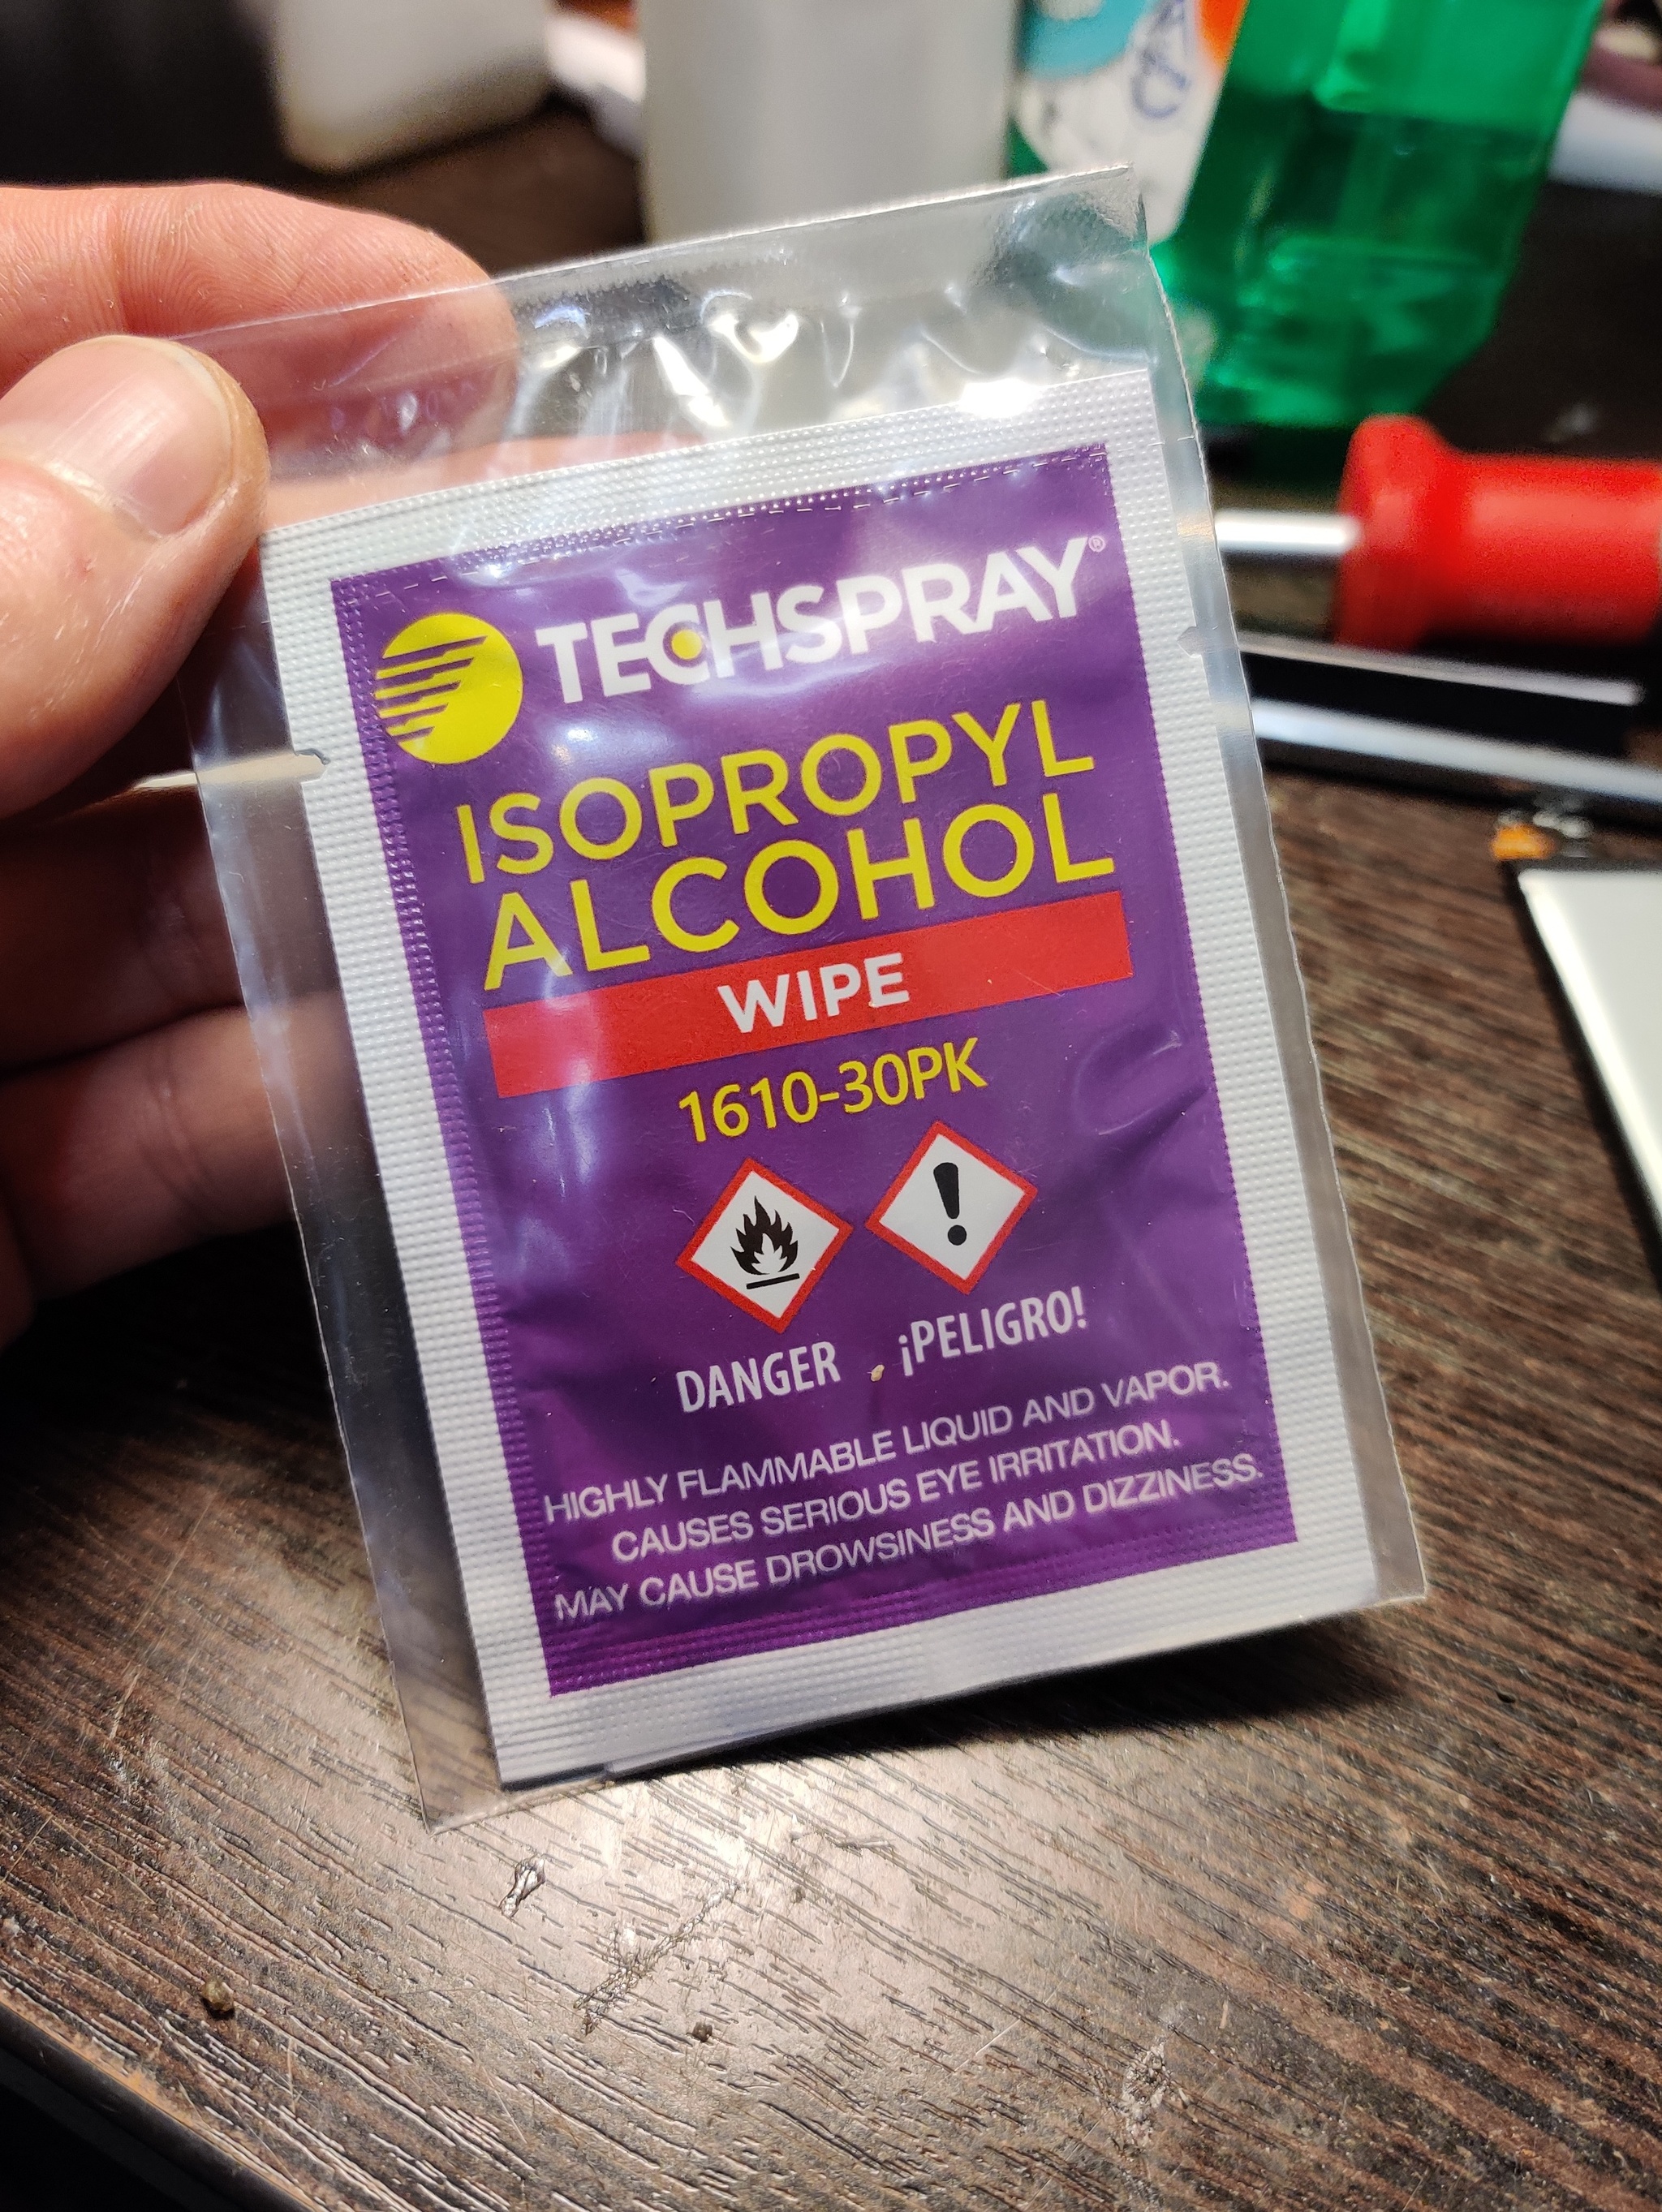 TECHSPRAY®
ISOPROPYL
ALCOHOL
WIPE
1610-30PK
DANGER ¡PELIGRO!
HIGHLY FLAMMABLE LIQUID AND VAPOR.
CAUSES SERIOUS EYE IRRITATION.
MAY CAUSE DROWSINESS AND DIZZINESS.